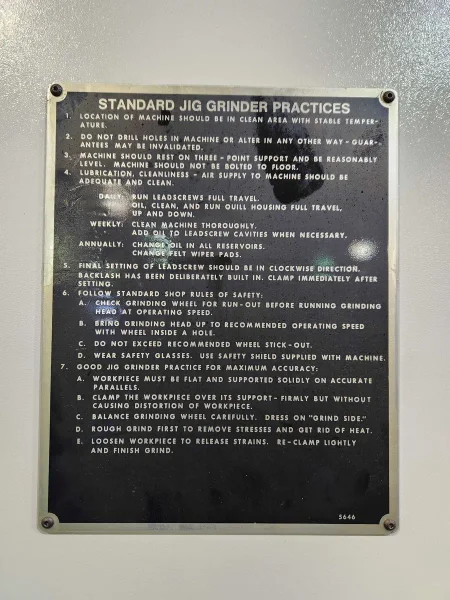 STANDARD JIG GRINDER PRACTICES
1. LOCATION OF MACHINE SHOULD BE IN CLEAN AREA WITH STABLE TEMPER-
ATURE.
2. DO NOT DRILL HOLES IN MACHINE OR ALTER IN ANY OTHER WAY - GUAR-
ANTEES MAY BE INVALIDATED.
3. MACHINE SHOULD REST ON THREE - POINT SUPPORT AND BE REASONABLY
LEVEL. MACHINE SHOULD NOT BE BOLTED TO FLOOR.
4. LUBRICATION, CLEANLINESS - AIR SUPPLY TO MACHINE SHOULD BE
ADEQUATE AND CLEAN.
DAILY: RUN LEADSCREWS FULL TRAVEL.
OIL, CLEAN, AND RUN QUILL HOUSING FULL TRAVEL,
UP AND DOWN.
WEEKLY: CLEAN MACHINE THOROUGHLY.
ADD OIL TO LEADSCREW CAVITIES WHEN NECESSARY.
ANNUALLY: CHANGE OIL IN ALL RESERVOIRS.
CHANGE FELT WIPER PADS.
5. FINAL SETTING OF LEADSCREW SHOULD BE IN CLOCKWISE DIRECTION.
BACKLASH HAS BEEN DELIBERATELY BUILT IN. CLAMP IMMEDIATELY AFTER
SETTING.
6. FOLLOW STANDARD SHOP RULES OF SAFETY:
A. CHECK GRINDING WHEEL FOR RUN-OUT BEFORE RUNNING GRINDING
HEAD AT OPERATING SPEED.
B. BRING GRINDING HEAD UP TO RECOMMENDED OPERATING SPEED
WITH WHEEL INSIDE A HOLE.
C. DO NOT EXCEED RECOMMENDED WHEEL STICK-OUT.
D. WEAR SAFETY GLASSES. USE SAFETY SHIELD SUPPLIED WITH MACHINE.
7. GOOD JIG GRINDER PRACTICE FOR MAXIMUM ACCURACY:
A. WORKPIECE MUST BE FLAT AND SUPPORTED SOLIDLY ON ACCURATE
PARALLELS.
B. CLAMP THE WORKPIECE OVER ITS SUPPORT - FIRMLY BUT WITHOUT
CAUSING DISTORTION OF WORKPIECE.
C. BALANCE GRINDING WHEEL CAREFULLY. DRESS ON "GRIND SIDE."
D. ROUGH GRIND FIRST TO REMOVE STRESSES AND GET RID OF HEAT.
E. LOOSEN WORKPIECE TO RELEASE STRAINS. RE-CLAMP LIGHTLY
AND FINISH GRIND.
5646